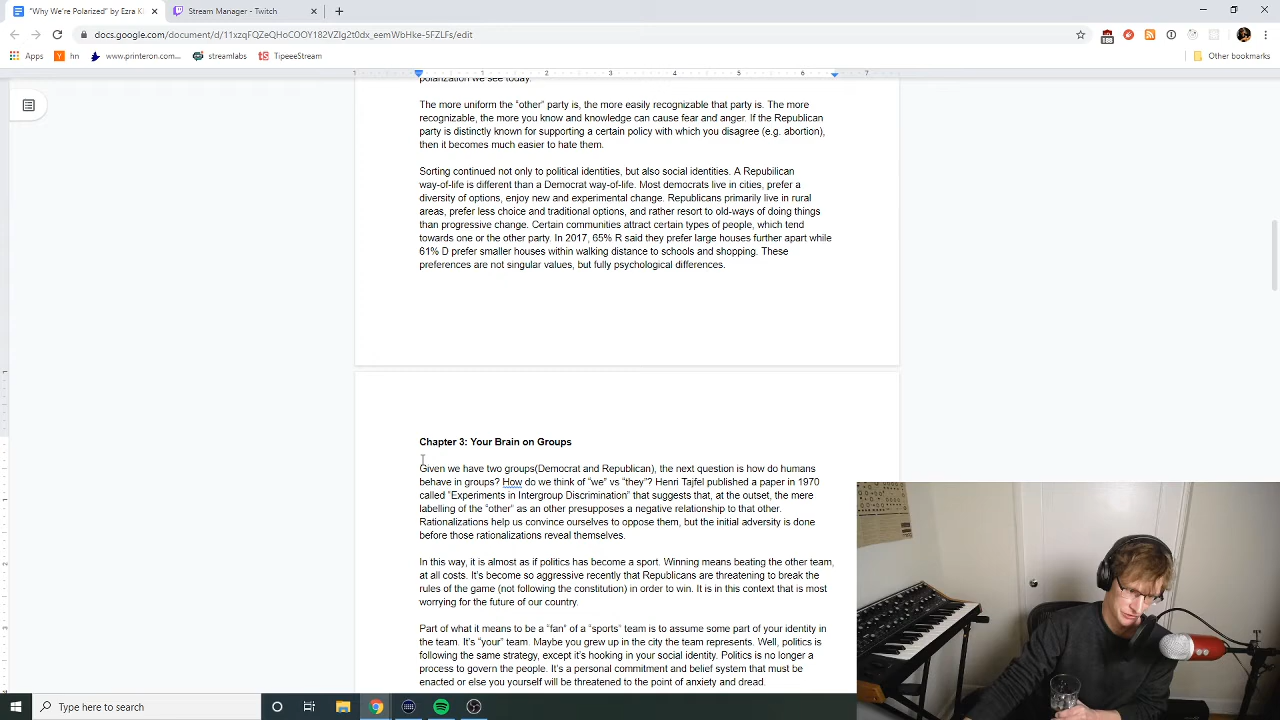 "Why We're Polarized" by Ezra Kl
Stream Manager - Twitch
docs.google.com/document/d/11xzqFQZeQHoCOOY182VZIg2t0dx_eemWbHke-5FZLFs/edit
188
Apps
hn
www.printeron.com...
streamlabs
TipeeeStream
Other bookmarks
1 1 2 3 4 5 6 7
polarization we see today.
The more uniform the “other” party is, the more easily recognizable that party is. The more
recognizable, the more you know and knowledge can cause fear and anger. If the Republican
party is distinctly known for supporting a certain policy with which you disagree (e.g. abortion),
then it becomes much easier to hate them.
Sorting continued not only to political identities, but also social identities. A Repubilican
way-of-life is different than a Democrat way-of-life. Most democrats live in cities, prefer a
diversity of options, enjoy new and experimental change. Republicans primarily live in rural
areas, prefer less choice and traditional options, and rather resort to old-ways of doing things
than progressive change. Certain communities attract certain types of people, which tend
towards one or the other party. In 2017, 65% R said they prefer large houses further apart while
61% D prefer smaller houses within walking distance to schools and shopping. These
preferences are not singular values, but fully psychological differences.
Chapter 3: Your Brain on Groups
Given we have two groups(Democrat and Republican), the next question is how do humans
behave in groups? How do we think of “we” vs “they”? Henri Tajfel published a paper in 1970
called “Experiments in Intergroup Discrimination” that suggests that, at the outset, the mere
labelling of the “other” as an other presupposes a negative relationship to that other.
Rationalizations help us convince ourselves to oppose them, but the initial adversity is done
before those rationalizations reveal themselves.
In this way, it is almost as if politics has become a sport. Winning means beating the other team,
at all costs. It’s become so aggressive recently that Republicans are threatening to break the
rules of the game (not following the constitution) in order to win. It is in this context that is most
worrying for the future of our country.
Part of what it means to be a “fan” of a “sports” team is to assume some part of your identity in
the team. It’s “your” team. Maybe you grew up in the city the team represents. Well, politics is
following the same strategy, except it’s hooking in your social identity. Politics is no longer a
process to govern the people. It’s a personal commitment and belief system that must be
enacted or else you yourself will be threatened to the point of anxiety and dread.
Type here to search